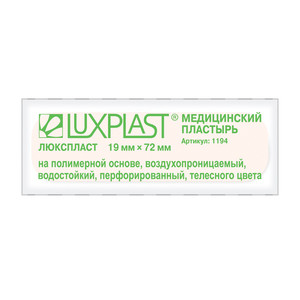 LUXPLAST®
МЕДИЦИНСКИЙ
ПЛАСТЫРЬ
Артикул: 1194
ЛЮКСПЛАСТ 19 мм × 72 мм
на полимерной основе, воздухопроницаемый,
водостойкий, перфорированный, телесного цвета